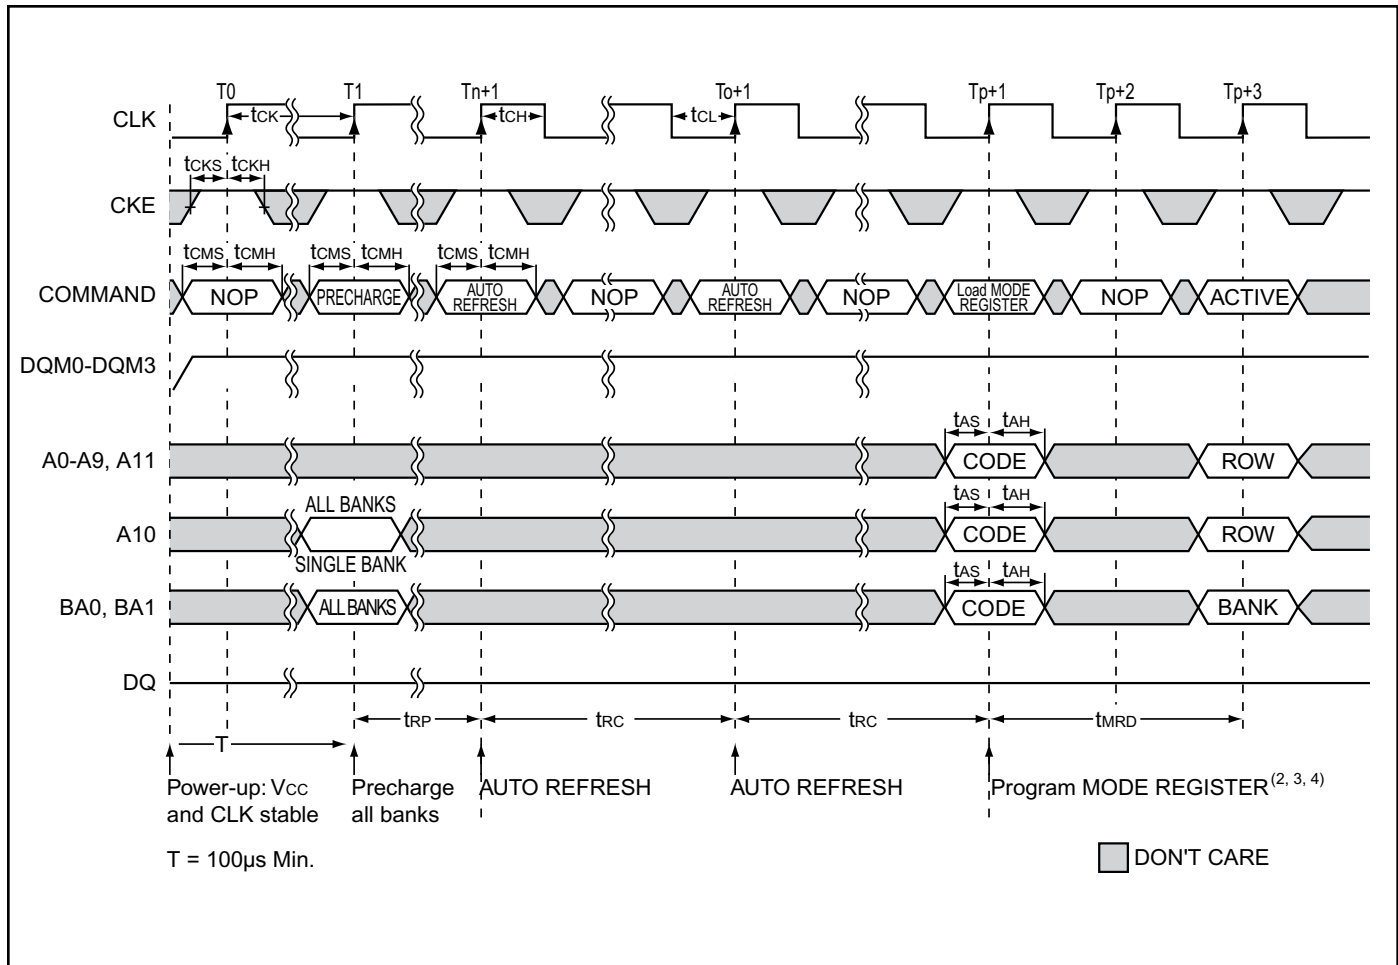 T0 T1 Tn+1 To+1 Tp+1 Tp+2 Tp+3
CLK tCK tCH tCL
tCKS tCKH
CKE
tCMS tCMH tCMS tCMH tCMS tCMH
COMMAND NOP PRECHARGE AUTO REFRESH NOP AUTO REFRESH NOP Load MODE REGISTER NOP ACTIVE
DQM0-DQM3
tAS tAH
A0-A9, A11 CODE ROW
ALL BANKS tAS tAH
A10 CODE ROW
SINGLE BANK tAS tAH
BA0, BA1 ALL BANKS CODE BANK
DQ
tRP tRC tRC tMRD
T
Power-up: VCC Precharge AUTO REFRESH AUTO REFRESH Program MODE REGISTER(2, 3, 4)
and CLK stable all banks
T = 100µs Min. DON'T CARE